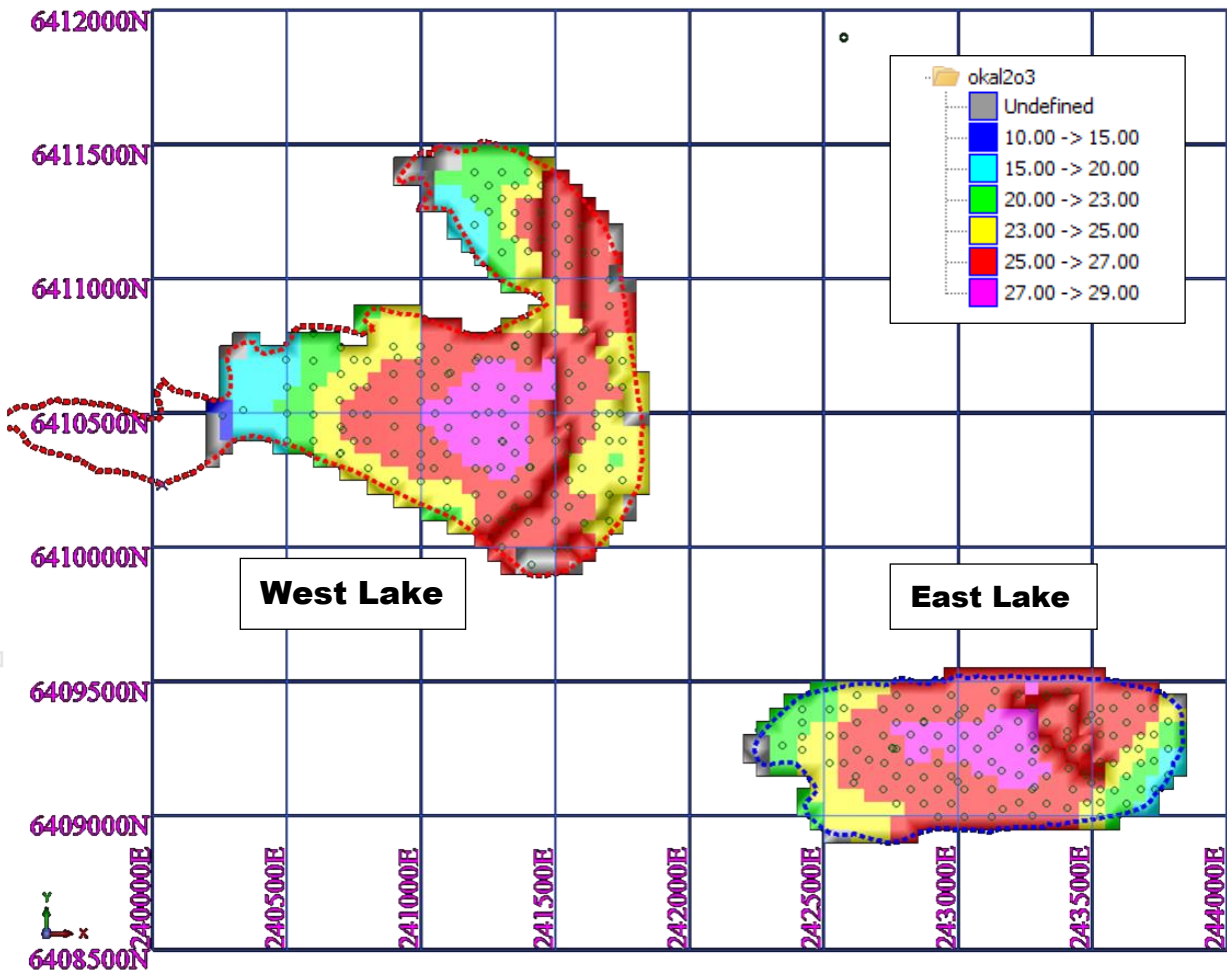 6412000N
okal2o3
Undefined
10.00 -> 15.00
15.00 -> 20.00
20.00 -> 23.00
23.00 -> 25.00
25.00 -> 27.00
27.00 -> 29.00
6411500N
6411000N
6410500N
6410000N
West Lake
East Lake
6409500N
6409000N
240000E
240500E
241000E
241500E
242000E
242500E
243000E
243500E
244000E
Y
X
6408500N